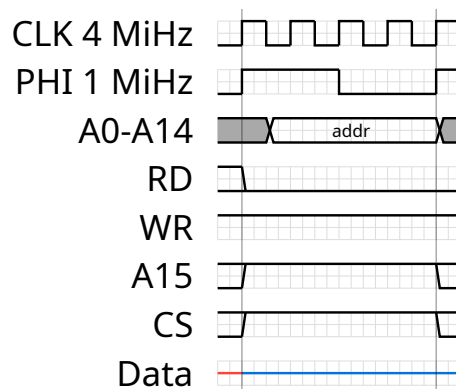 CLK 4 MiHz
PHI 1 MiHz
A0-A14
addr
RD
WR
A15
CS
Data